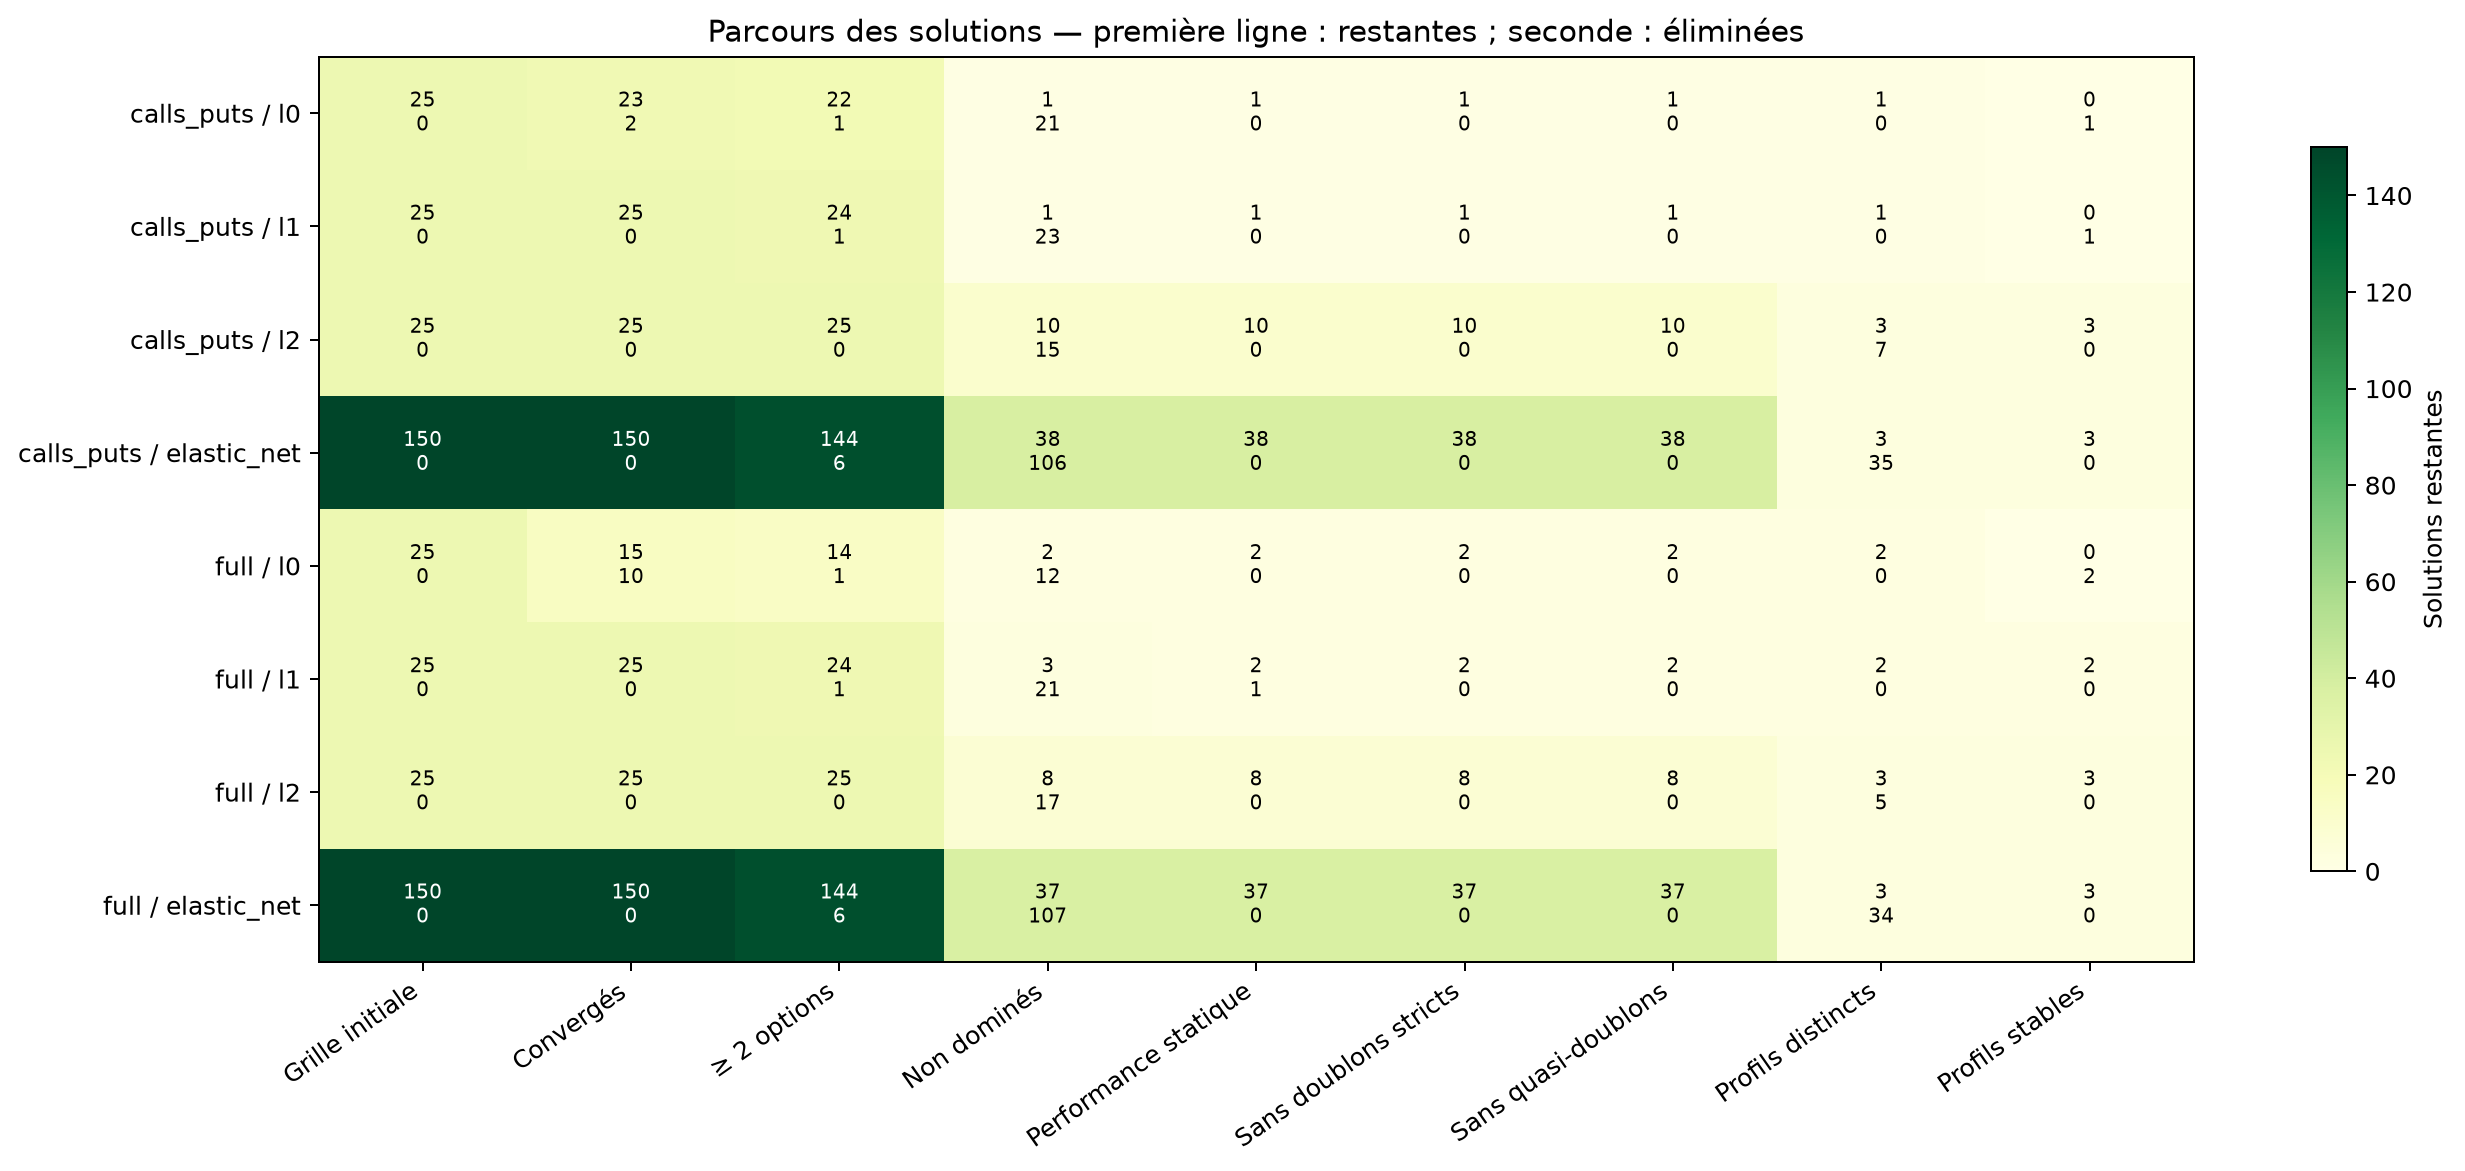 Parcours des solutions — première ligne : restantes ; seconde : éliminées
calls_puts / l0
25 23 22 1 1 1 1 1 0
0 2 1 21 0 0 0 0 1
calls_puts / l1
25 25 24 1 1 1 1 1 0
0 0 1 23 0 0 0 0 1
calls_puts / l2
25 25 25 10 10 10 10 3 3
0 0 0 15 0 0 0 7 0
calls_puts / elastic_net
150 150 144 38 38 38 38 3 3
0 0 6 106 0 0 0 35 0
full / l0
25 15 14 2 2 2 2 2 0
0 10 1 12 0 0 0 0 2
full / l1
25 25 24 3 2 2 2 2 2
0 0 1 21 1 0 0 0 0
full / l2
25 25 25 8 8 8 8 3 3
0 0 0 17 0 0 0 5 0
full / elastic_net
150 150 144 37 37 37 37 3 3
0 0 6 107 0 0 0 34 0
Grille initiale
Convergés
≥ 2 options
Non dominés
Performance statique
Sans doublons stricts
Sans quasi-doublons
Profils distincts
Profils stables
140
120
100
80
60
40
20
0
Solutions restantes